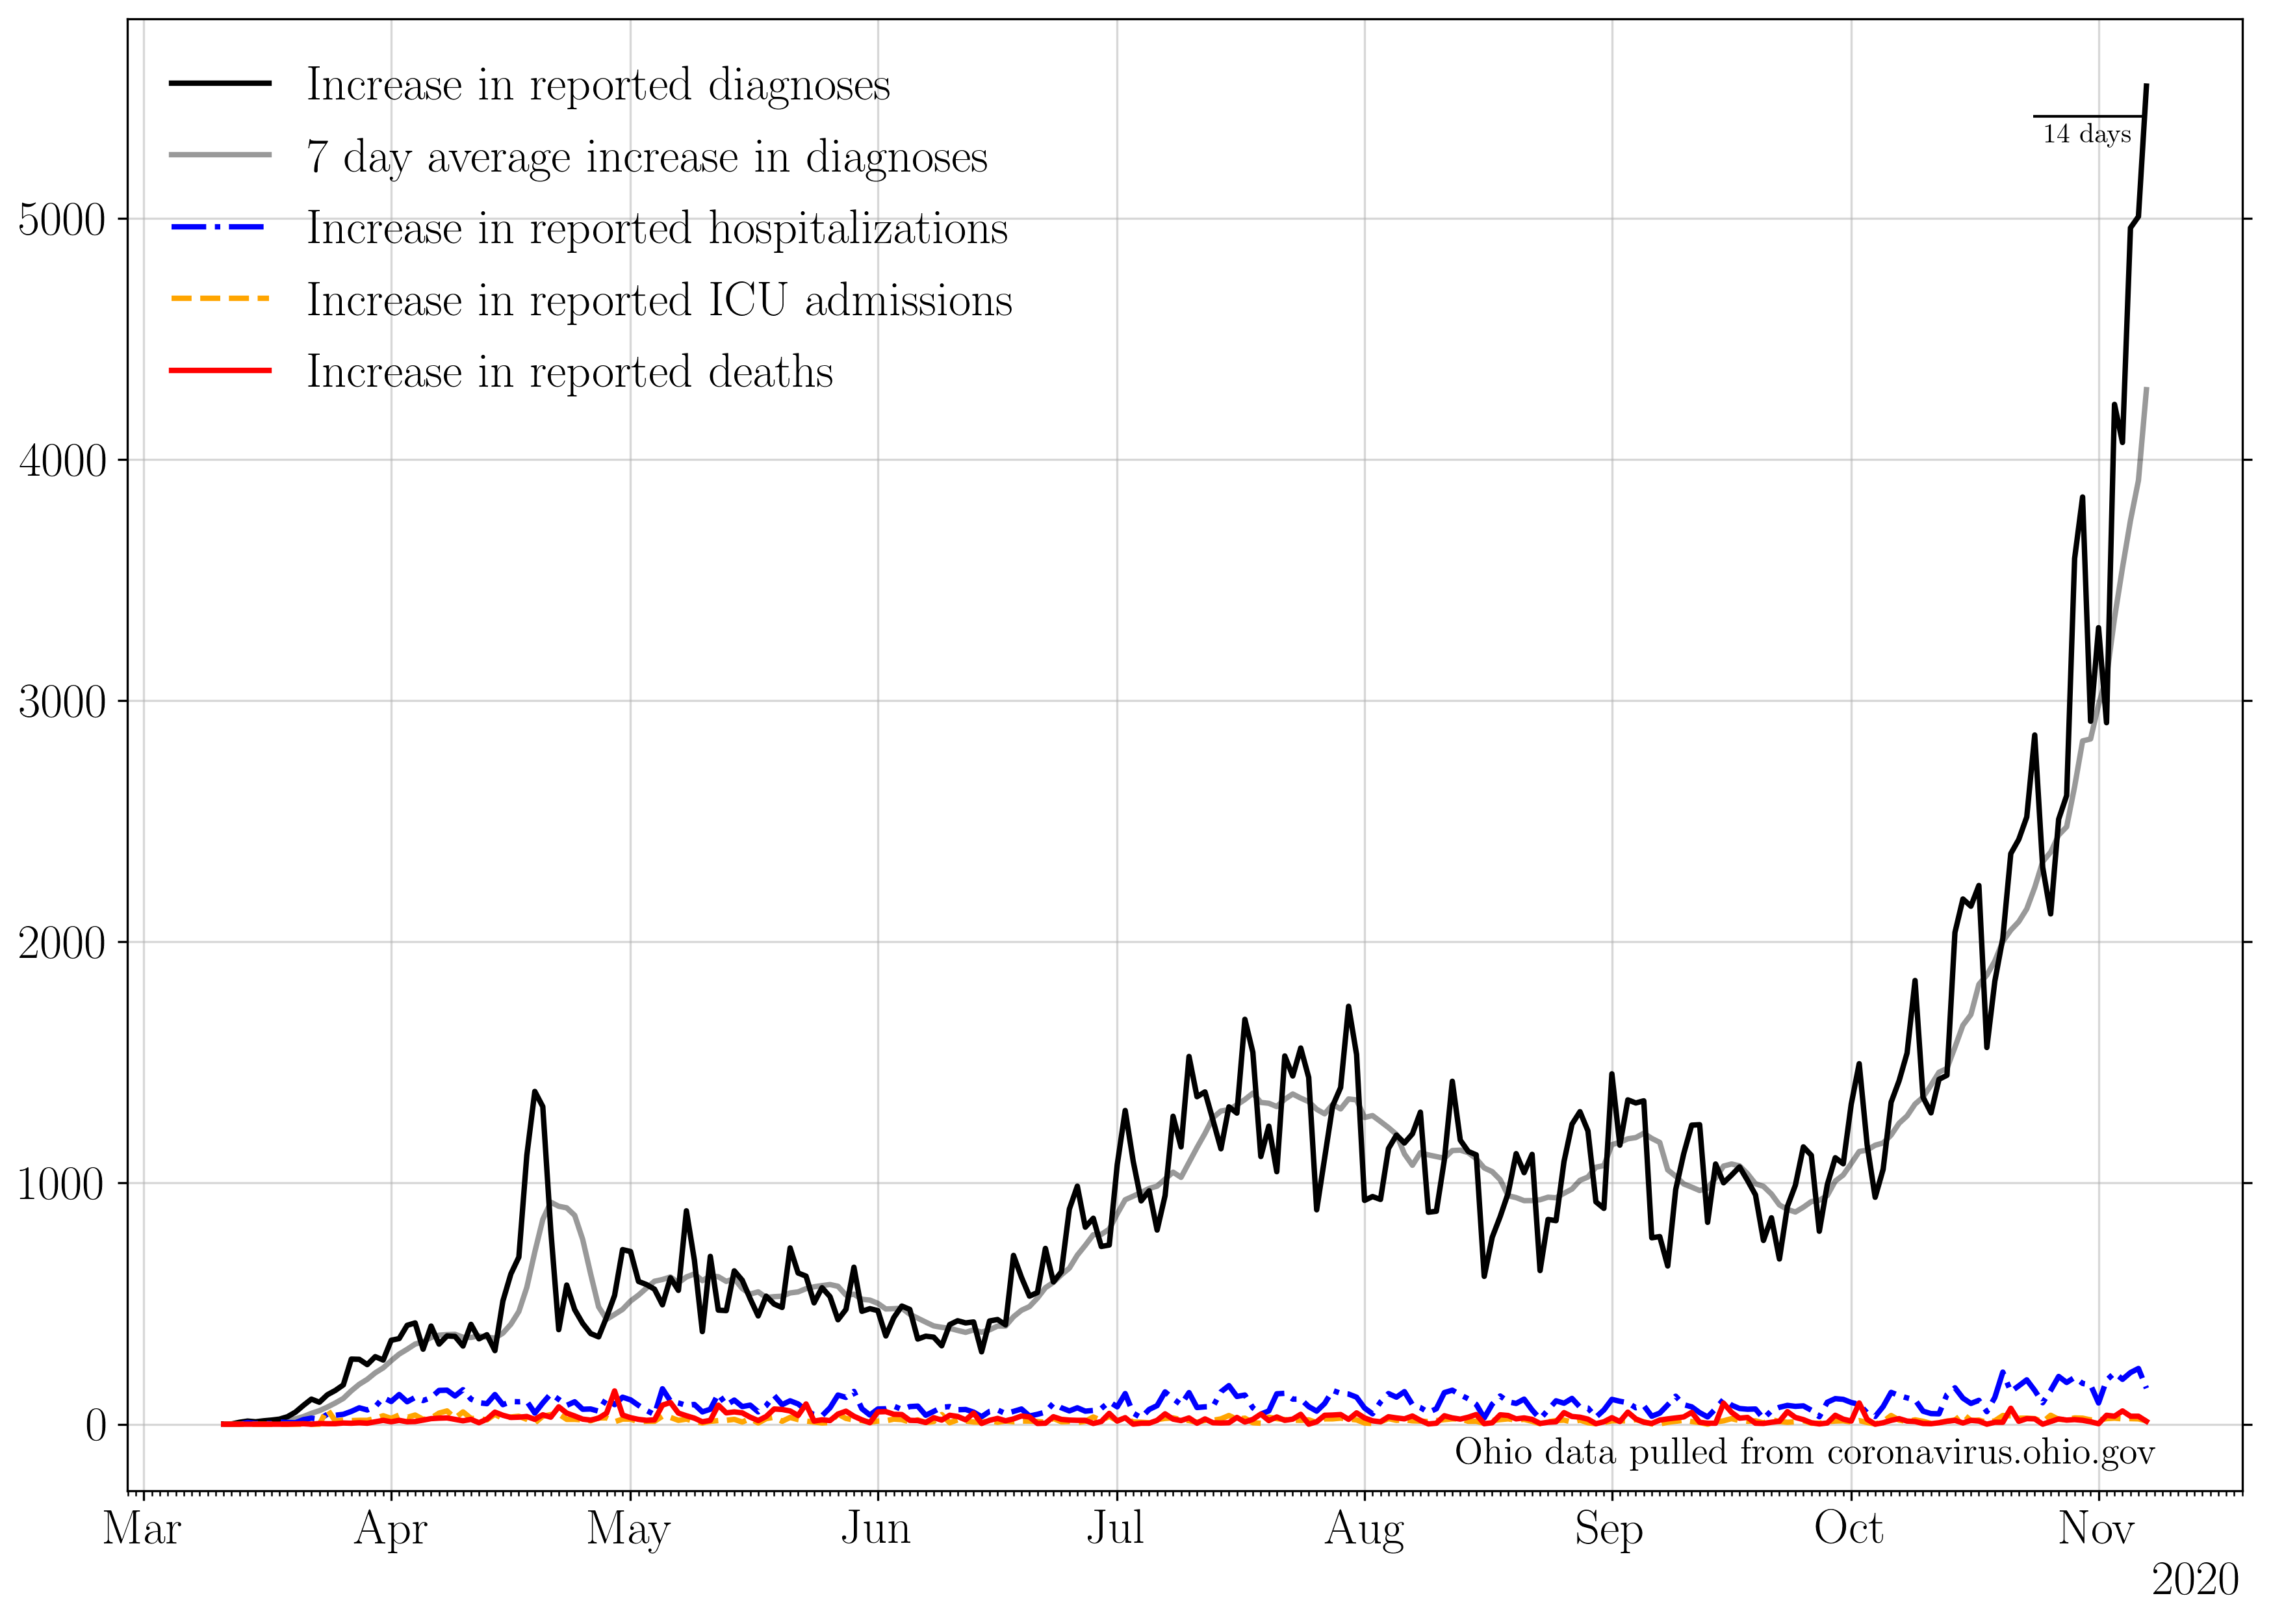 Increase in reported diagnoses
7 day average increase in diagnoses
Increase in reported hospitalizations
Increase in reported ICU admissions
Increase in reported deaths
14 days
5000
4000
3000
2000
1000
0
Ohio data pulled from coronavirus.ohio.gov
Mar Apr May Jun Jul Aug Sep Oct Nov
2020